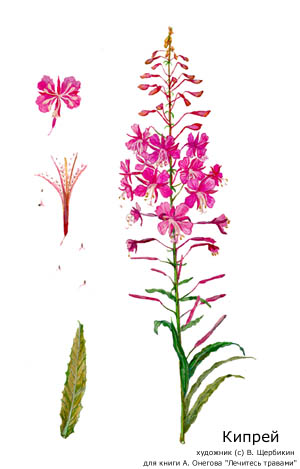 Кипрей
художник (c) В. Щербикин
для книги А. Онегова "Лечитесь травами"